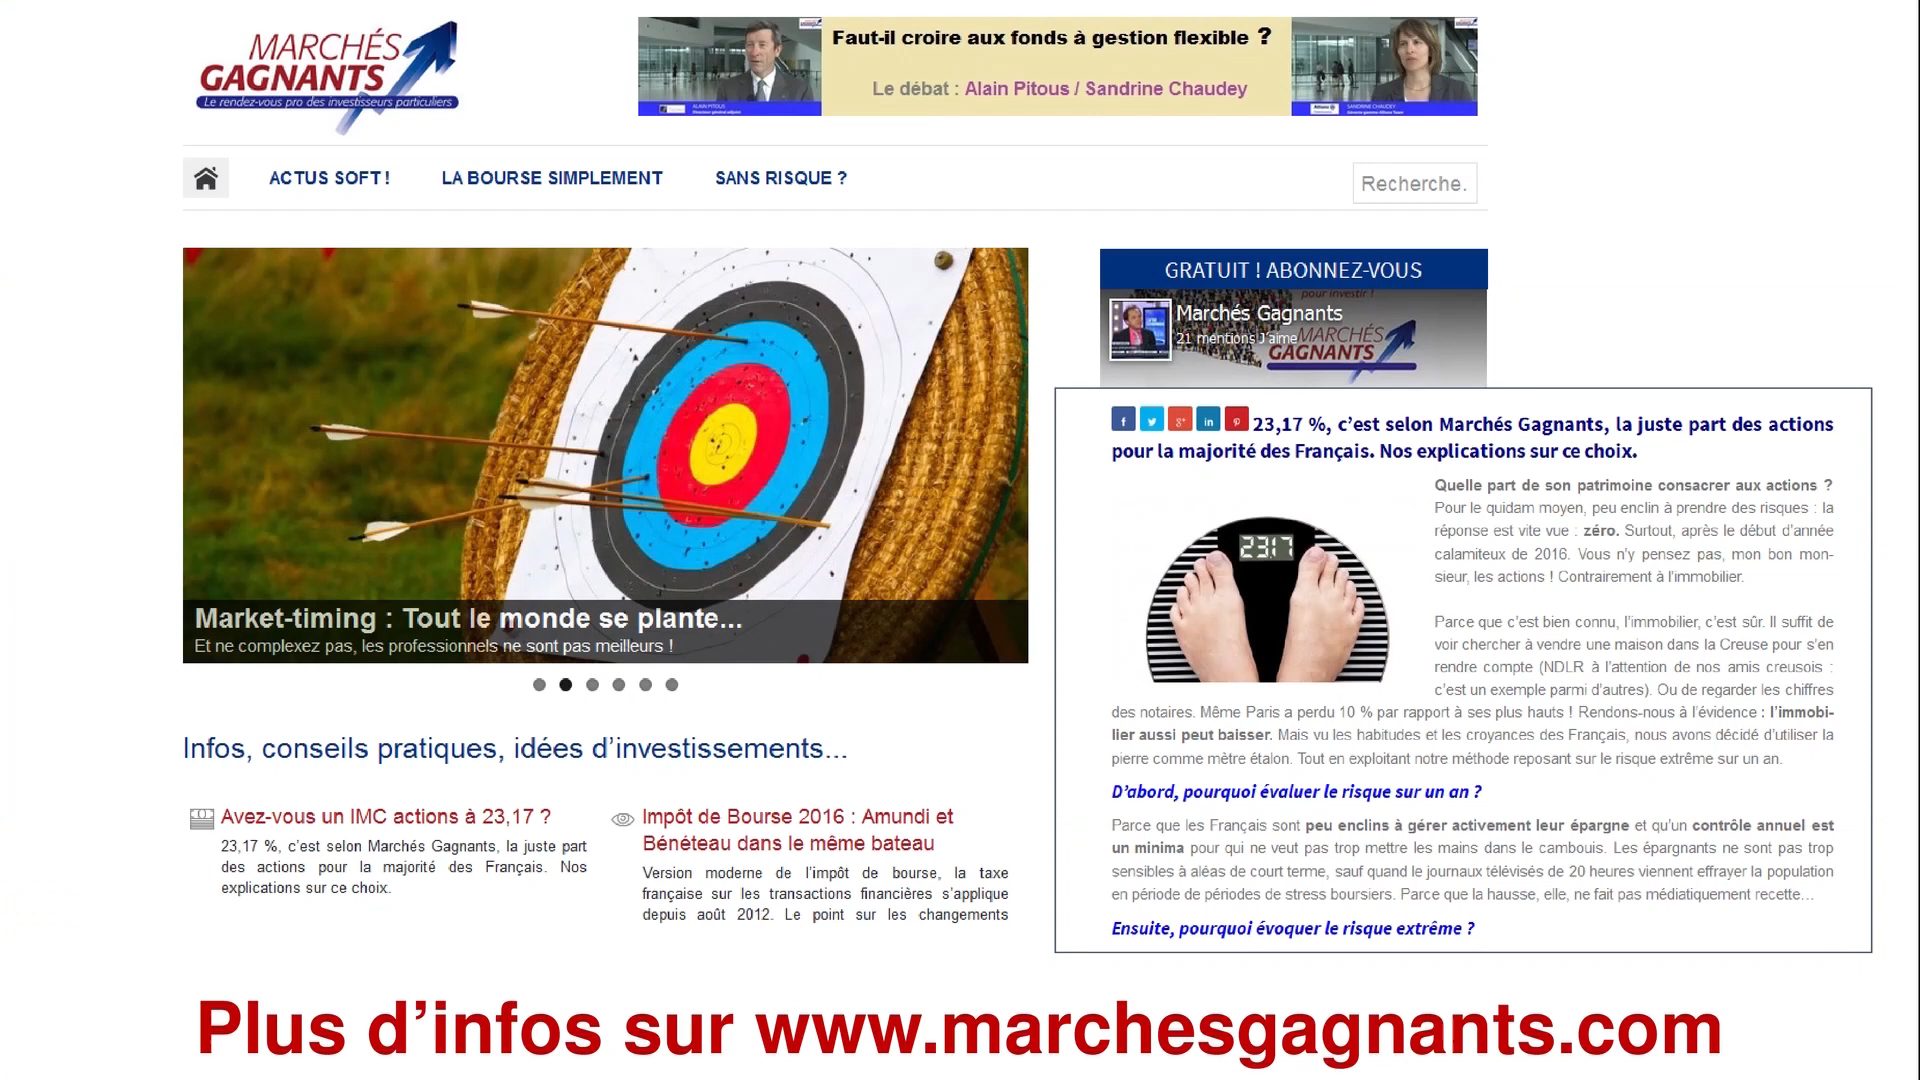 MARCHÉS
GAGNANTS
Le rendez-vous pro des investisseurs particuliers
Faut-il croire aux fonds à gestion flexible ?
Le débat : Alain Pitous / Sandrine Chaudey
ALAIN PITOUS
Directeur général adjoint
SANDRINE CHAUDEY
ACTUS SOFT !
LA BOURSE SIMPLEMENT
SANS RISQUE ?
Recherche.
Market-timing : Tout le monde se plante...
Et ne complexez pas, les professionnels ne sont pas meilleurs !
GRATUIT ! ABONNEZ-VOUS
pour investir !
Marchés Gagnants
21 mentions J'aime
MARCHÉS
GAGNANTS
Infos, conseils pratiques, idées d’investissements...
Avez-vous un IMC actions à 23,17 ?
23,17 %, c’est selon Marchés Gagnants, la juste part
des actions pour la majorité des Français. Nos
explications sur ce choix.
Impôt de Bourse 2016 : Amundi et
Bénéteau dans le même bateau
Version moderne de l’impôt de bourse, la taxe
française sur les transactions financières s’applique
depuis août 2012. Le point sur les changements
23,17 %, c’est selon Marchés Gagnants, la juste part des actions
pour la majorité des Français. Nos explications sur ce choix.
23.17
Quelle part de son patrimoine consacrer aux actions ?
Pour le quidam moyen, peu enclin à prendre des risques : la
réponse est vite vue : zéro. Surtout, après le début d’année
calamiteux de 2016. Vous n’y pensez pas, mon bon mon-
sieur, les actions ! Contrairement à l’immobilier.
Parce que c’est bien connu, l’immobilier, c’est sûr. Il suffit de
voir chercher à vendre une maison dans la Creuse pour s’en
rendre compte (NDLR à l’attention de nos amis creusois :
c’est un exemple parmi d’autres). Ou de regarder les chiffres
des notaires. Même Paris a perdu 10 % par rapport à ses plus hauts ! Rendons-nous à l’évidence : l’immobi-
lier aussi peut baisser. Mais vu les habitudes et les croyances des Français, nous avons décidé d’utiliser la
pierre comme mètre étalon. Tout en exploitant notre méthode reposant sur le risque extrême sur un an.
D’abord, pourquoi évaluer le risque sur un an ?
Parce que les Français sont peu enclins à gérer activement leur épargne et qu’un contrôle annuel est
un minima pour qui ne veut pas trop mettre les mains dans le cambouis. Les épargnants ne sont pas trop
sensibles à aléas de court terme, sauf quand le journaux télévisés de 20 heures viennent effrayer la population
en période de périodes de stress boursiers. Parce que la hausse, elle, ne fait pas médiatiquement recette…
Ensuite, pourquoi évoquer le risque extrême ?
Plus d’infos sur www.marchesgagnants.com